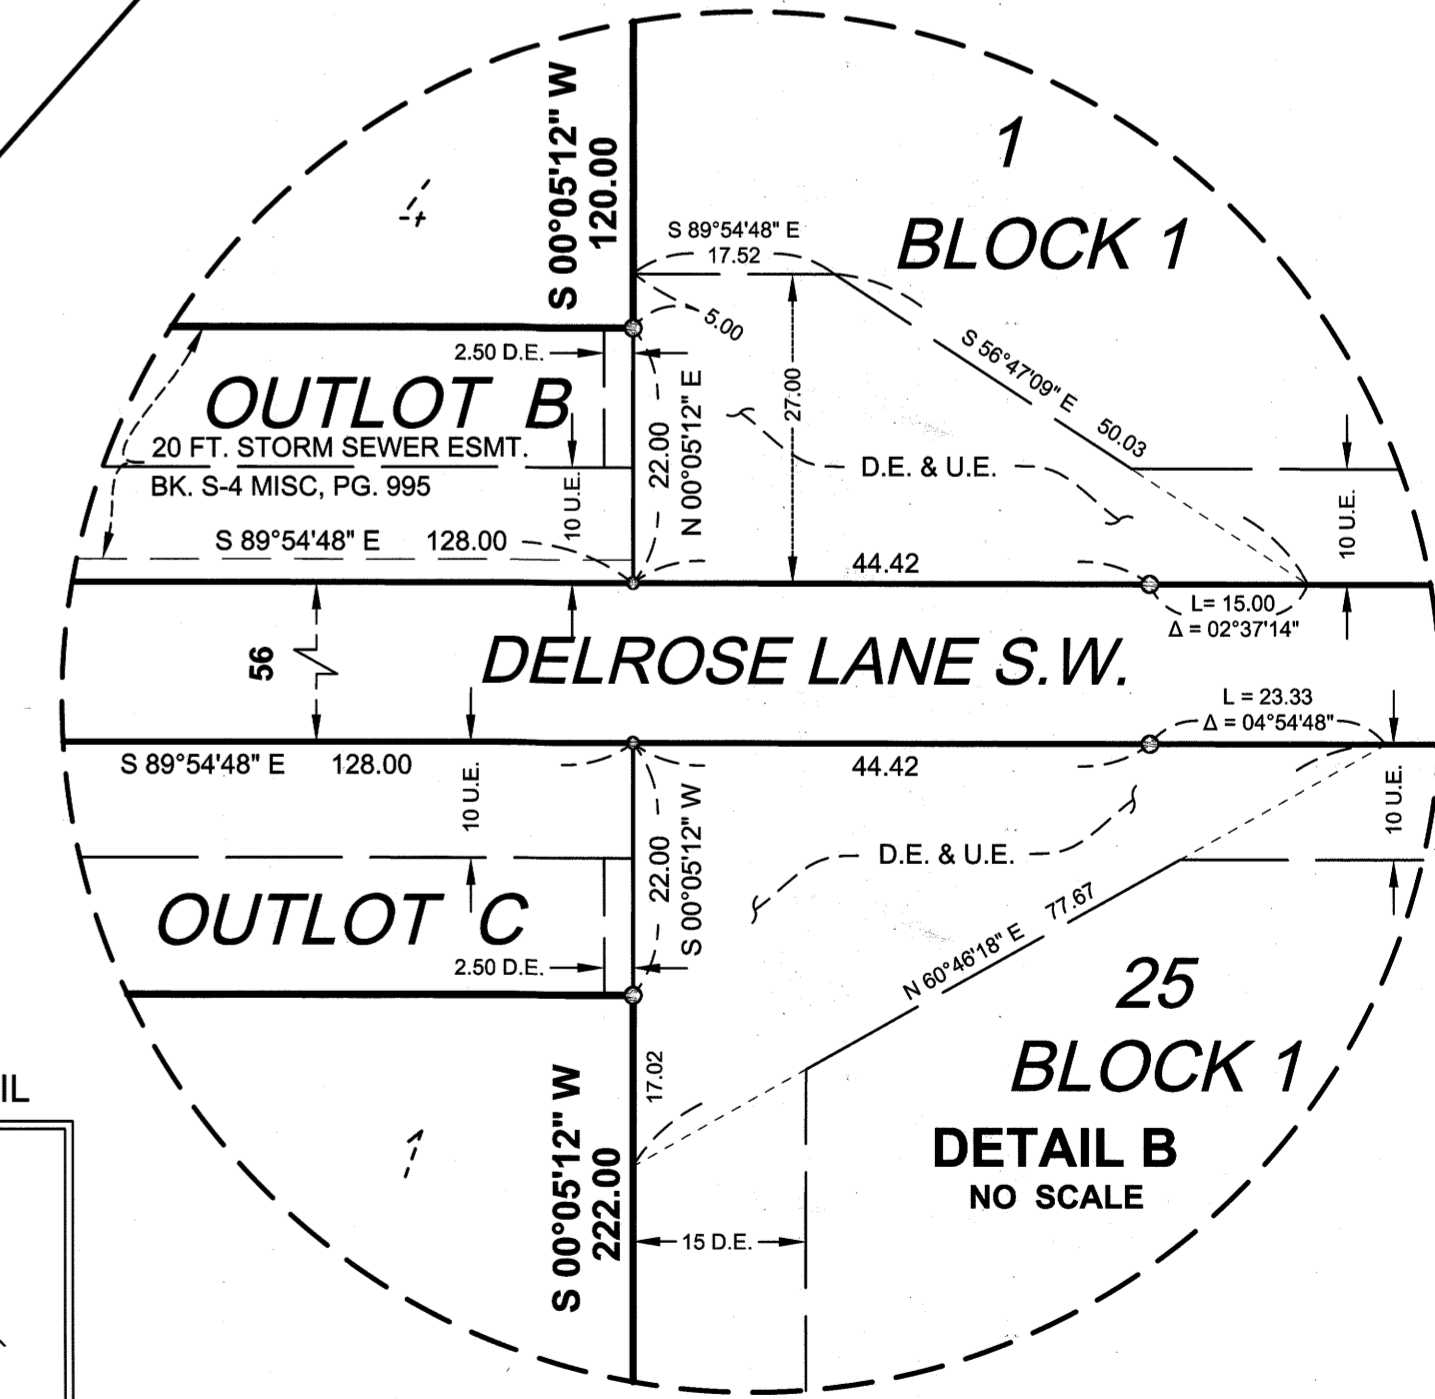 S 00°05'12" W
120.00
1
BLOCK 1
S 89°54'48" E
17.52
5.00
2.50 D.E.
OUTLOT B
20 FT. STORM SEWER ESMT.
BK. S-4 MISC, PG. 995
10 U.E.
22.00
N 00°05'12" E
27.00
S 56°47'09" E
50.03
D.E. & U.E.
10 U.E.
S 89°54'48" E 128.00
44.42
L= 15.00
Δ = 02°37'14"
56
DELROSE LANE S.W.
L = 23.33
Δ = 04°54'48"
S 89°54'48" E 128.00
44.42
10 U.E.
10 U.E.
22.00
S 00°05'12" W
D.E. & U.E.
OUTLOT C
N 60°46'18" E 77.67
2.50 D.E.
25
BLOCK 1
17.02
IL
S 00°05'12" W
222.00
DETAIL B
NO SCALE
15 D.E.